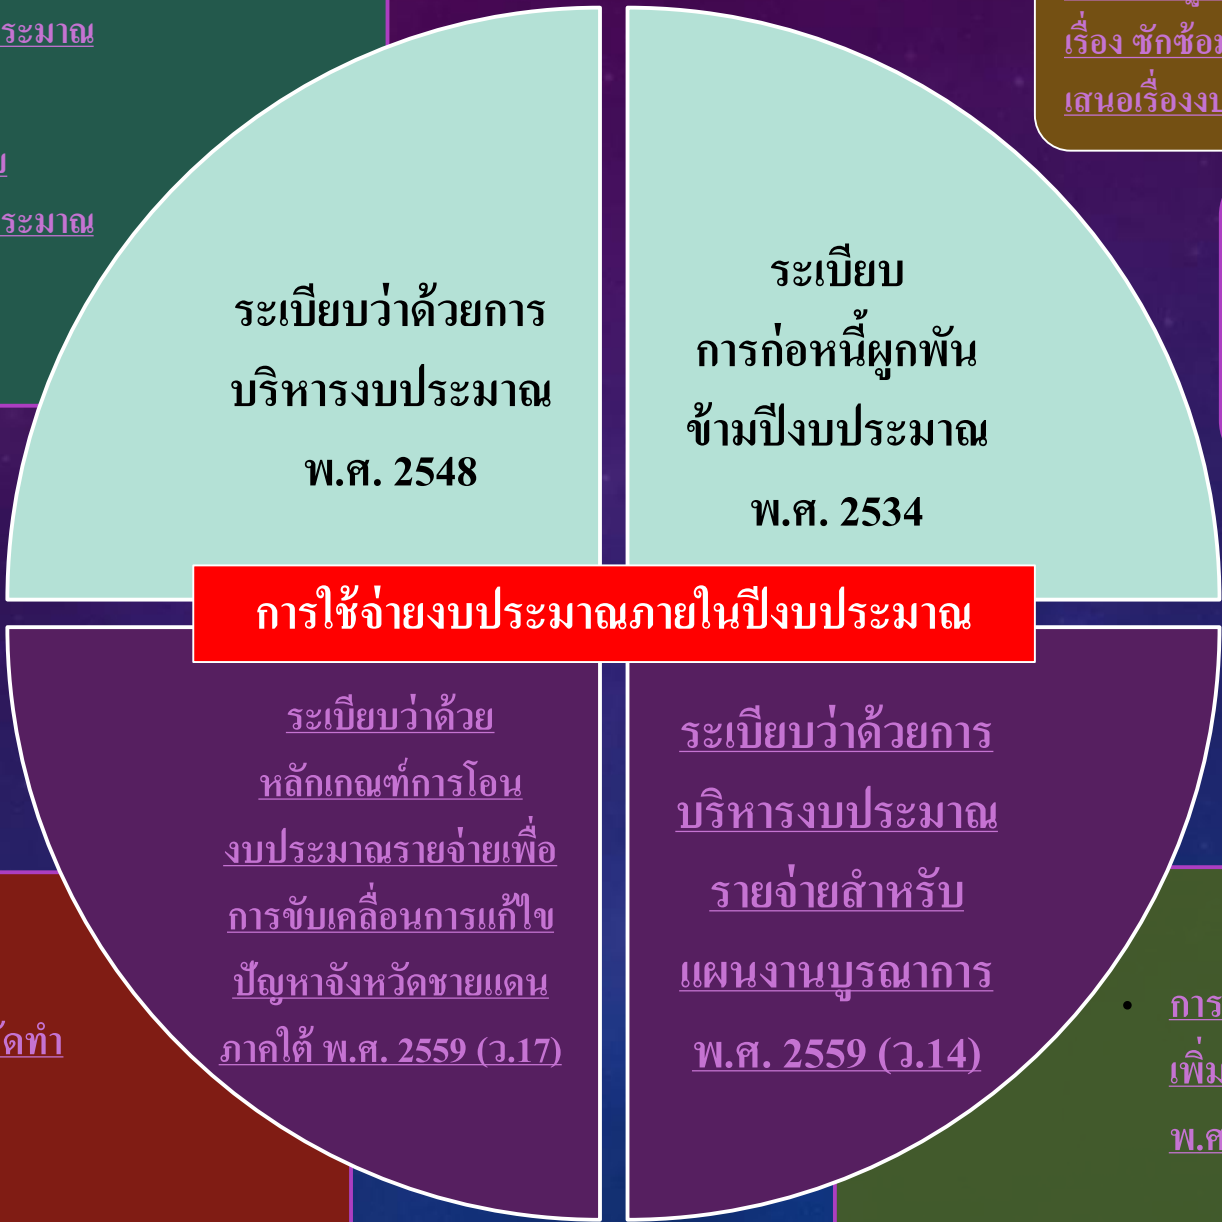 ระเบียบว่าด้วยการ
บริหารงบประมาณ
พ.ศ. 2548
ระเบียบ
การก่อหนี้ผูกพัน
ข้ามปีงบประมาณ
พ.ศ. 2534
การใช้จ่ายงบประมาณภายในปีงบประมาณ
ระเบียบว่าด้วย
หลักเกณฑ์การโอน
งบประมาณรายจ่ายเพื่อ
การขับเคลื่อนการแก้ไข
ปัญหาจังหวัดชายแดน
ภาคใต้ พ.ศ. 2559 (ว.17)
ระเบียบว่าด้วยการ
บริหารงบประมาณ
รายจ่ายสำหรับ
แผนงานบูรณาการ
พ.ศ. 2559 (ว.14)
เรื่อง ซักซ้อม
เสนอเรื่องงบ
• การ
เพิ่ม